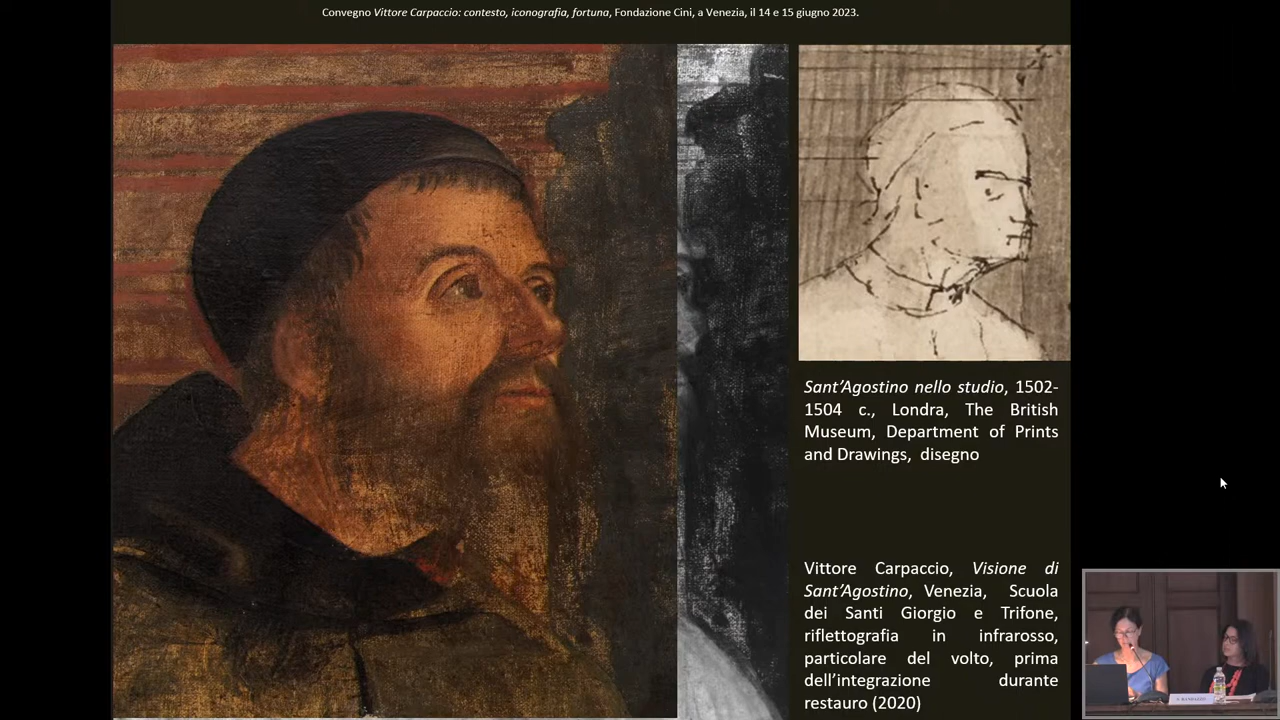 Convegno Vittore Carpaccio: contesto, iconografia, fortuna, Fondazione Cini, a Venezia, il 14 e 15 giugno 2023.
Sant’Agostino nello studio, 1502-
1504 c., Londra, The British
Museum, Department of Prints
and Drawings, disegno
Vittore Carpaccio, Visione di
Sant’Agostino, Venezia, Scuola
dei Santi Giorgio e Trifone,
riflettografia in infrarosso,
particolare del volto, prima
dell’integrazione durante
restauro (2020)